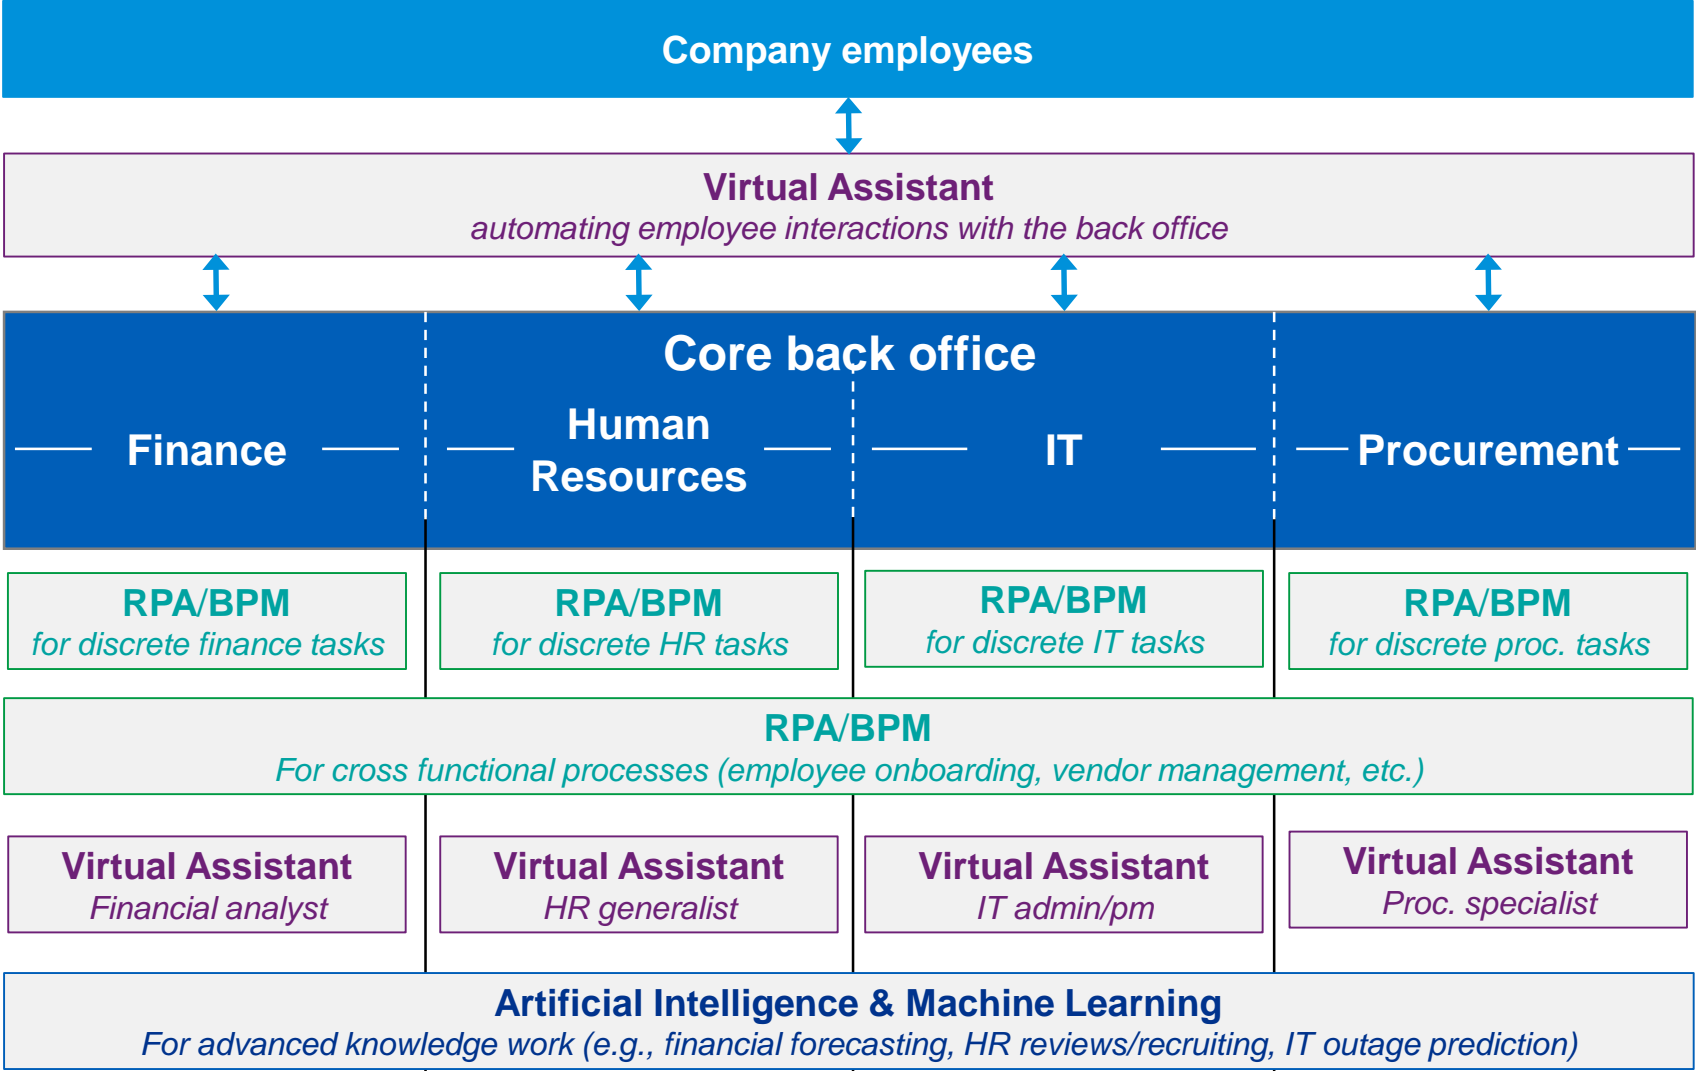 Company employees
Virtual Assistant
automating employee interactions with the back office
Core back office
Finance
Human
Resources
IT
Procurement
RPA/BPM
for discrete finance tasks
RPA/BPM
for discrete HR tasks
RPA/BPM
for discrete IT tasks
RPA/BPM
for discrete proc. tasks
RPA/BPM
For cross functional processes (employee onboarding, vendor management, etc.)
Virtual Assistant
Financial analyst
Virtual Assistant
HR generalist
Virtual Assistant
IT admin/pm
Virtual Assistant
Proc. specialist
Artificial Intelligence & Machine Learning
For advanced knowledge work (e.g., financial forecasting, HR reviews/recruiting, IT outage prediction)